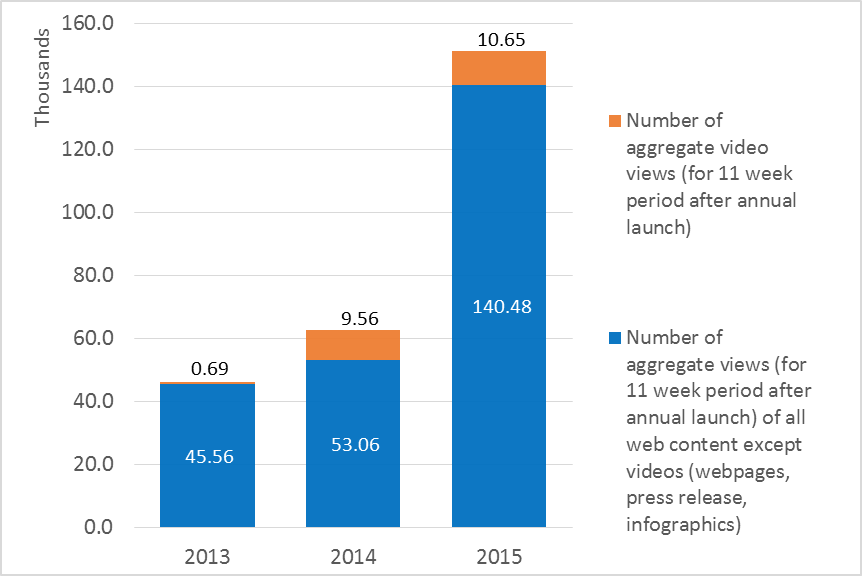 Thousands
160.0
140.0
120.0
100.0
80.0
60.0
40.0
20.0
0.0
10.65
140.48
9.56
53.06
0.69
45.56
2013
2014
2015
Number of
aggregate video
views (for 11 week
period after annual
launch)
Number of
aggregate views (for
11 week period after
annual launch) of all
web content except
videos (webpages,
press release,
infographics)